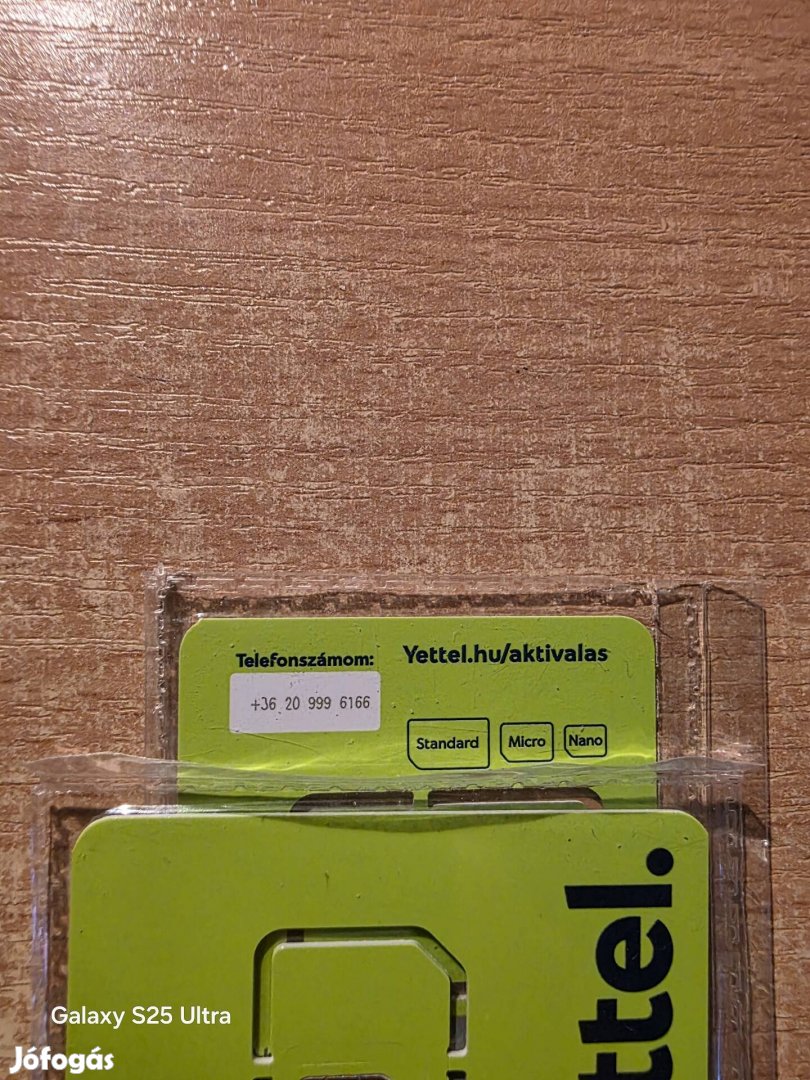 Telefonszámom:
Yettel.hu/aktivalas
+36 20 999 6166
Standard
Micro
Nano
ttel.
Galaxy S25 Ultra
Jófogás